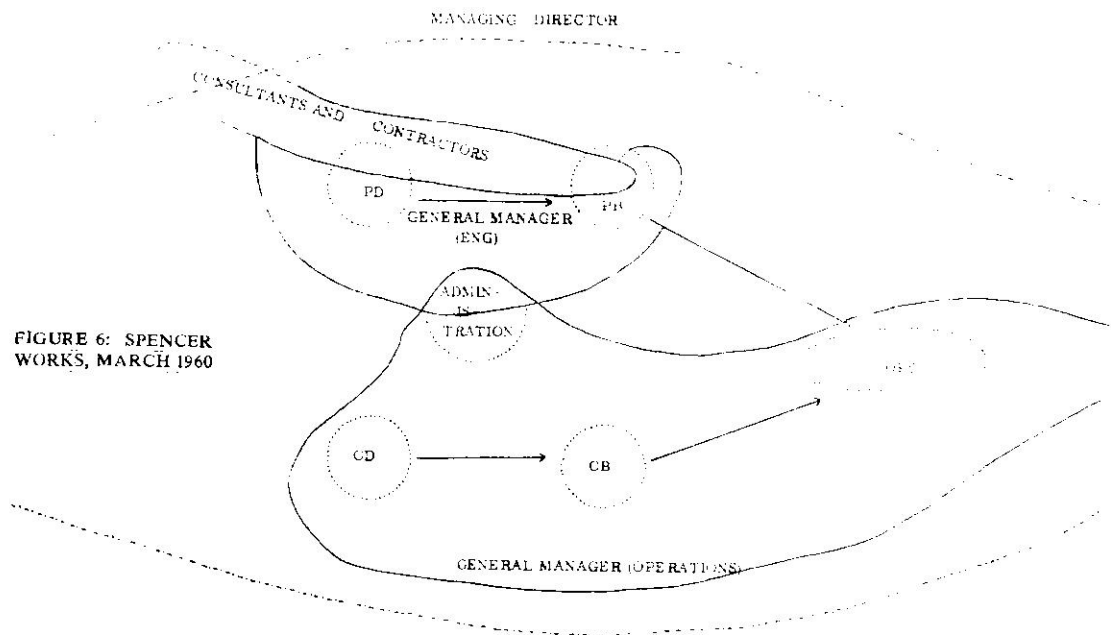 MANAGING DIRECTOR
CONSULTANTS AND CONTRACTORS
PD
PB
GENERAL MANAGER
(ENG)
ADMIN-
IS-
TRATION
FIGURE 6: SPENCER
WORKS, MARCH 1960
CD
CB
GENERAL MANAGER (OPERATIONS)